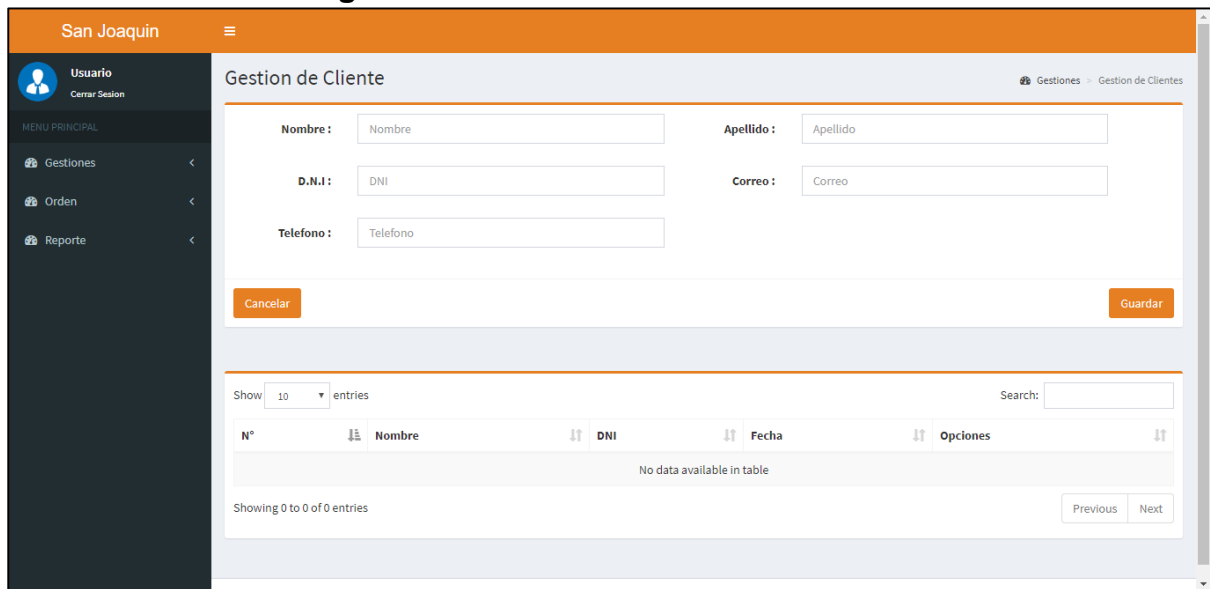 San Joaquin
Usuario
Cerrar Sesion
MENU PRINCIPAL
Gestiones
Orden
Reporte
Gestion de Cliente
Gestiones > Gestion de Clientes
Nombre : Nombre Apellido : Apellido
D.N.I : DNI Correo : Correo
Telefono : Telefono
Cancelar Guardar
Show 10 entries Search:
N° Nombre DNI Fecha Opciones
No data available in table
Showing 0 to 0 of 0 entries Previous Next